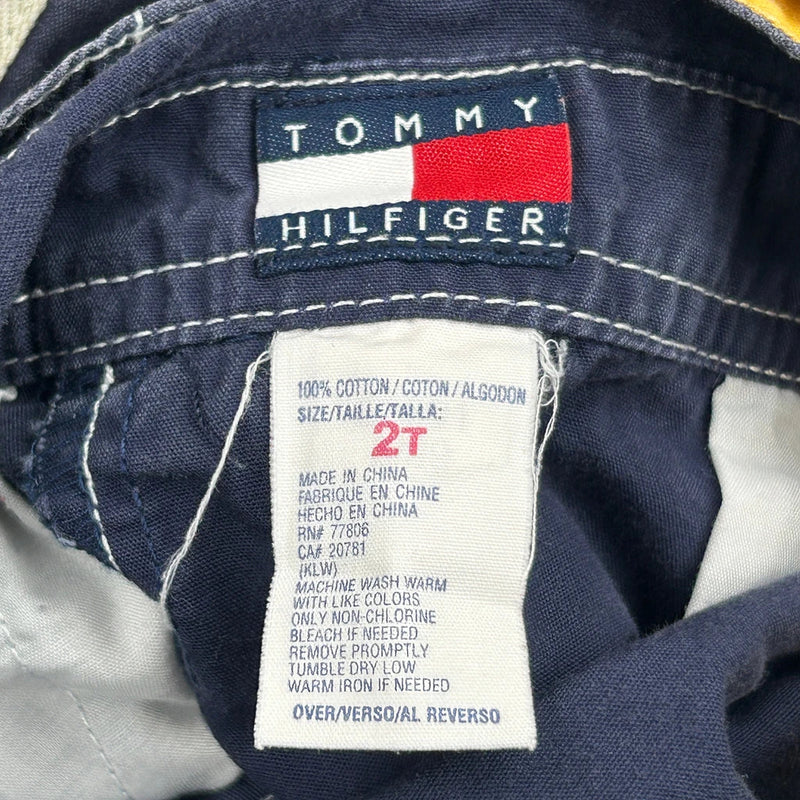 TOMMY
HILFIGER
100% COTTON / COTON / ALGODON
SIZE/TAILLE/TALLA:
2T
MADE IN CHINA
FABRIQUE EN CHINE
HECHO EN CHINA
RN# 77806
CA# 20781
(KLW)
MACHINE WASH WARM
WITH LIKE COLORS
ONLY NON-CHLORINE
BLEACH IF NEEDED
REMOVE PROMPTLY
TUMBLE DRY LOW
WARM IRON IF NEEDED
OVER/VERSO/AL REVERSO